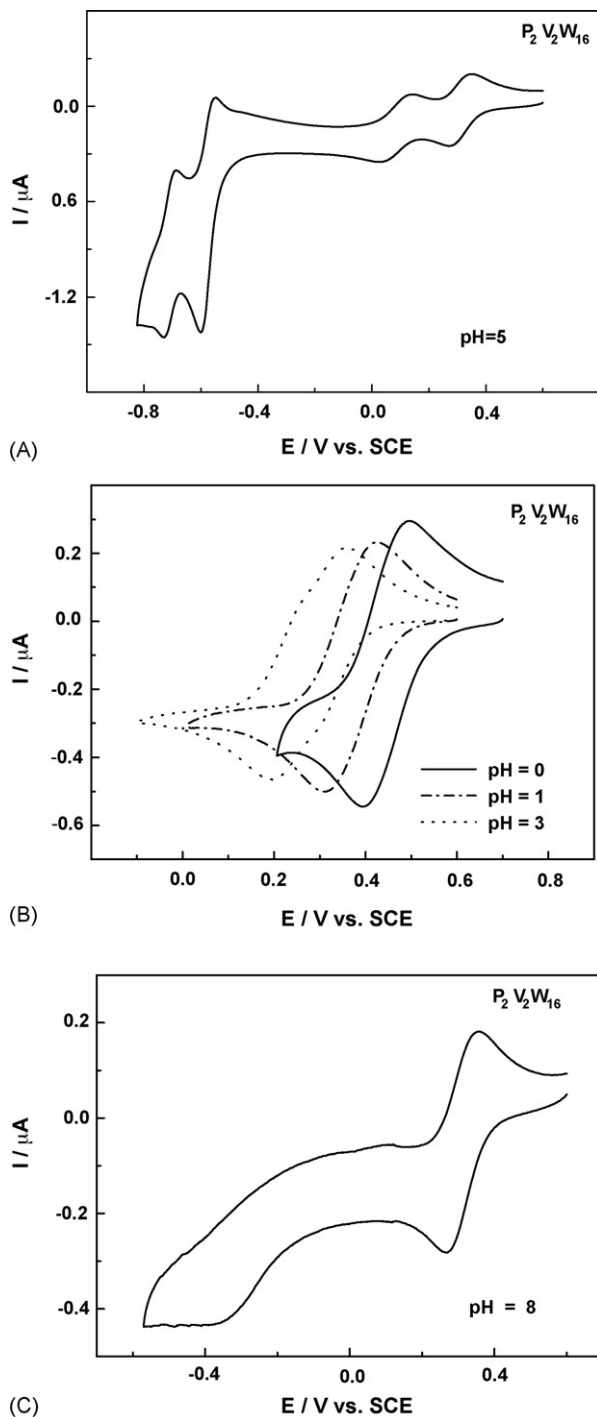 P₂V₂W₁₆
0.0
0.6
-1.2
I / μA
pH=5
-0.8 -0.4 0.0 0.4
(A)
E / V vs. SCE
P₂V₂W₁₆
0.2
0.0
-0.2
-0.4
-0.6
I / μA
pH = 0
pH = 1
pH = 3
0.0 0.2 0.4 0.6 0.8
(B)
E / V vs. SCE
P₂V₂W₁₆
0.2
0.0
-0.2
-0.4
I / μA
pH = 8
-0.4 0.0 0.4
(C)
E / V vs. SCE